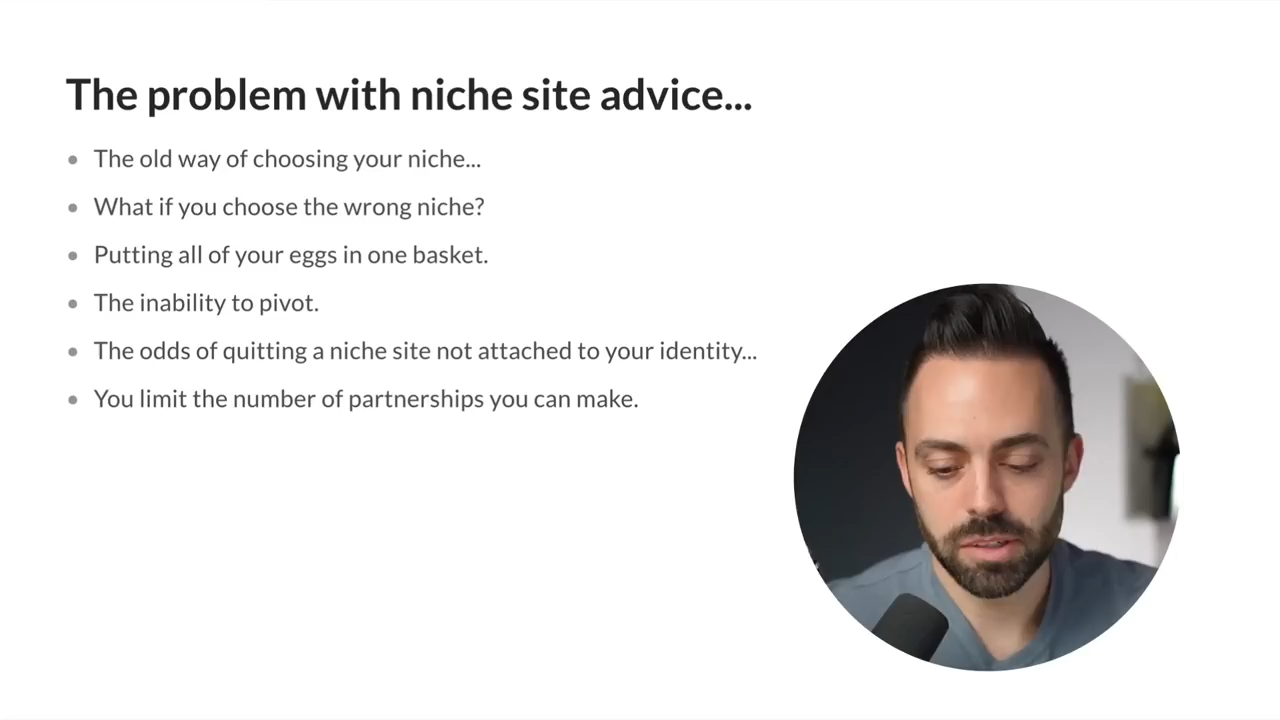 The problem with niche site advice...
The old way of choosing your niche...
What if you choose the wrong niche?
Putting all of your eggs in one basket.
The inability to pivot.
The odds of quitting a niche site not attached to your identity...
You limit the number of partnerships you can make.